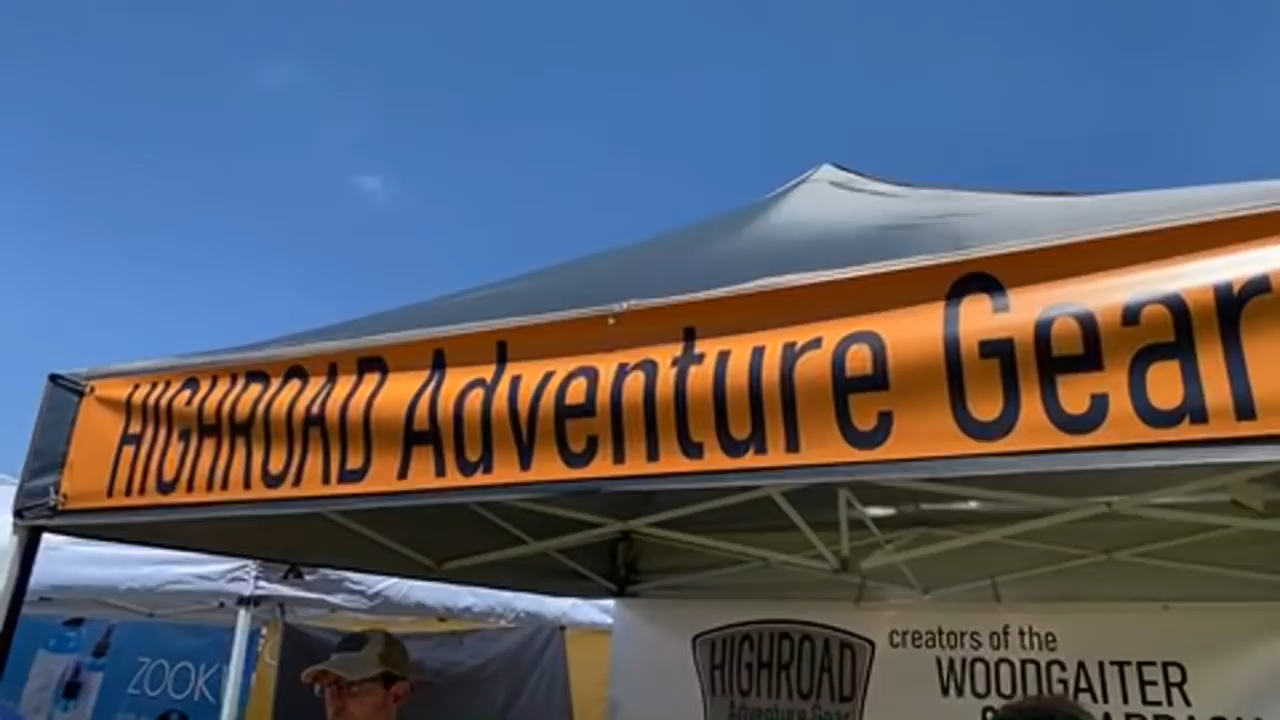 HIGHROAD Adventure Gear
ZOOK
HIGHROAD
Adventure Gear
creators of the
WOODGAITER